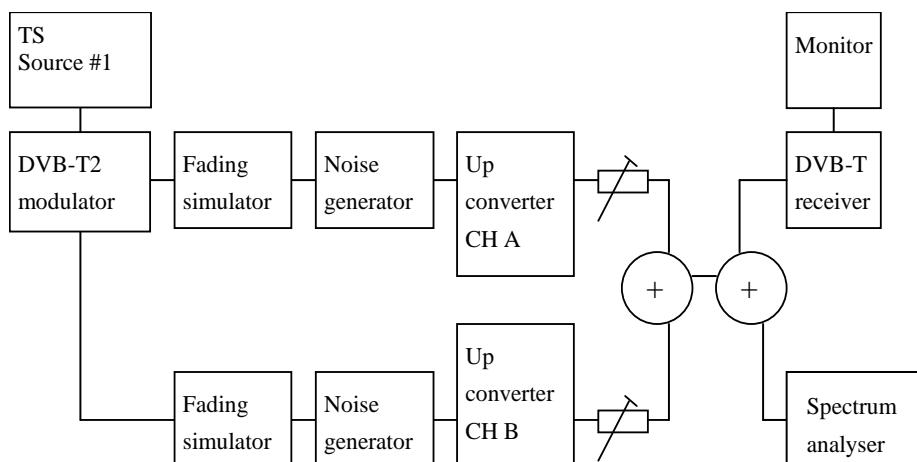 TS
Source #1
Monitor
DVB-T2
modulator
Fading
simulator
Noise
generator
Up
converter
CH A
DVB-T
receiver
+
+
Fading
simulator
Noise
generator
Up
converter
CH B
Spectrum
analyser